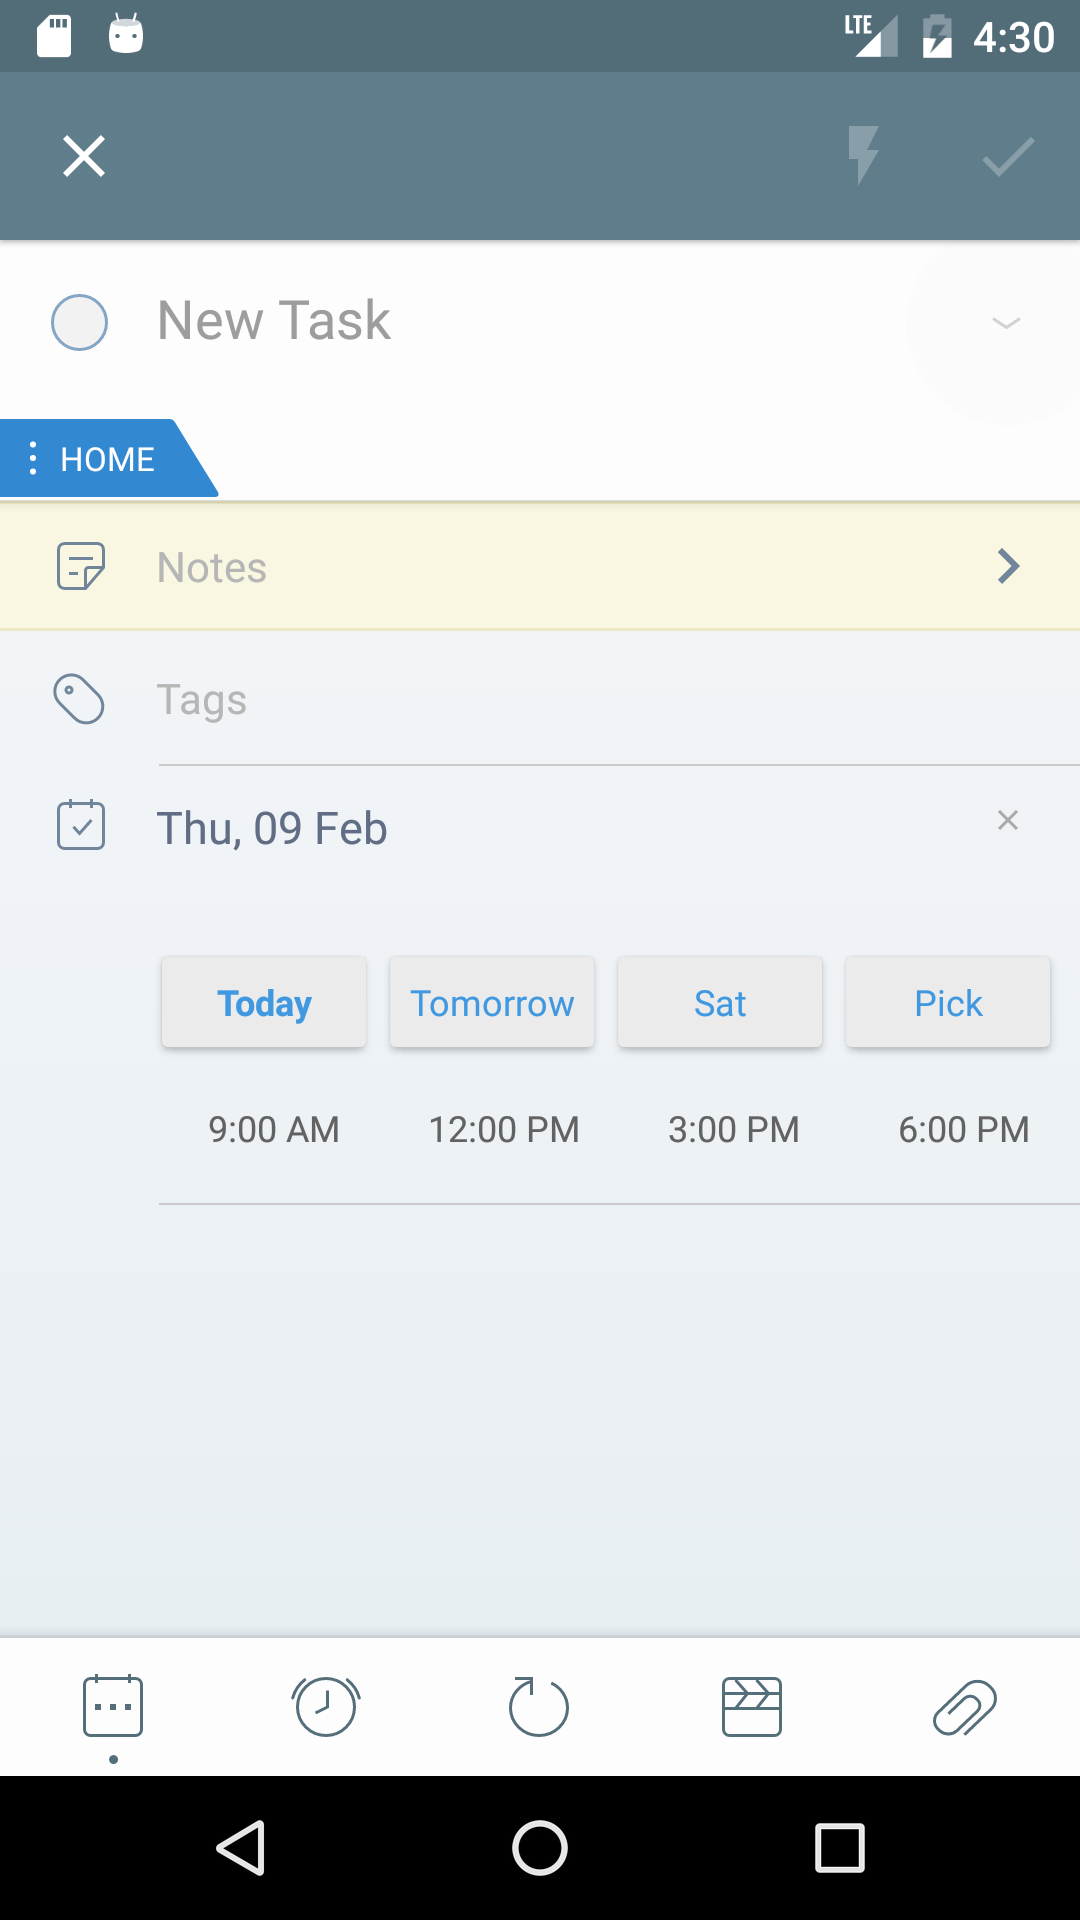 LTE 4:30
New Task
HOME
Notes
Tags
Thu, 09 Feb
Today Tomorrow Sat Pick
9:00 AM 12:00 PM 3:00 PM 6:00 PM